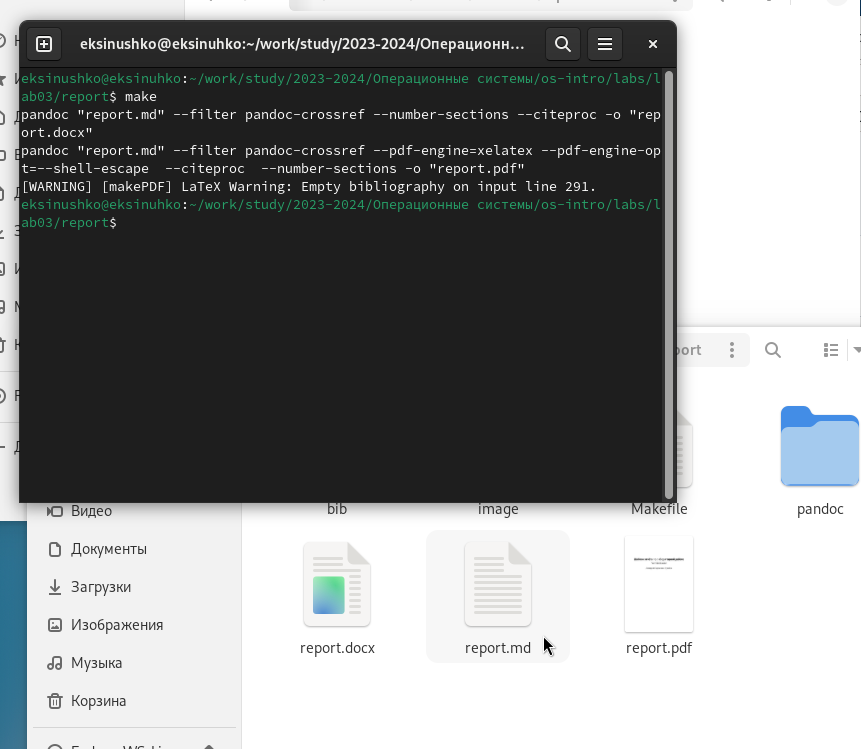 eksinushko@eksinuhko:~/work/study/2023-2024/Операционн...
eksinushko@eksinuhko:~/work/study/2023-2024/Операционные системы/os-intro/labs/l
ab03/report$ make
pandoc "report.md" --filter pandoc-crossref --number-sections --citeproc -o "rep
ort.docx"
pandoc "report.md" --filter pandoc-crossref --pdf-engine=xelatex --pdf-engine-op
t=--shell-escape  --citeproc  --number-sections -o "report.pdf"
[WARNING] [makePDF] LaTeX Warning: Empty bibliography on input line 291.
eksinushko@eksinuhko:~/work/study/2023-2024/Операционные системы/os-intro/labs/l
ab03/report$
port
bib image Makefile pandoc
Видео
Документы
Загрузки
Изображения
Музыка
Корзина
report.docx report.md report.pdf